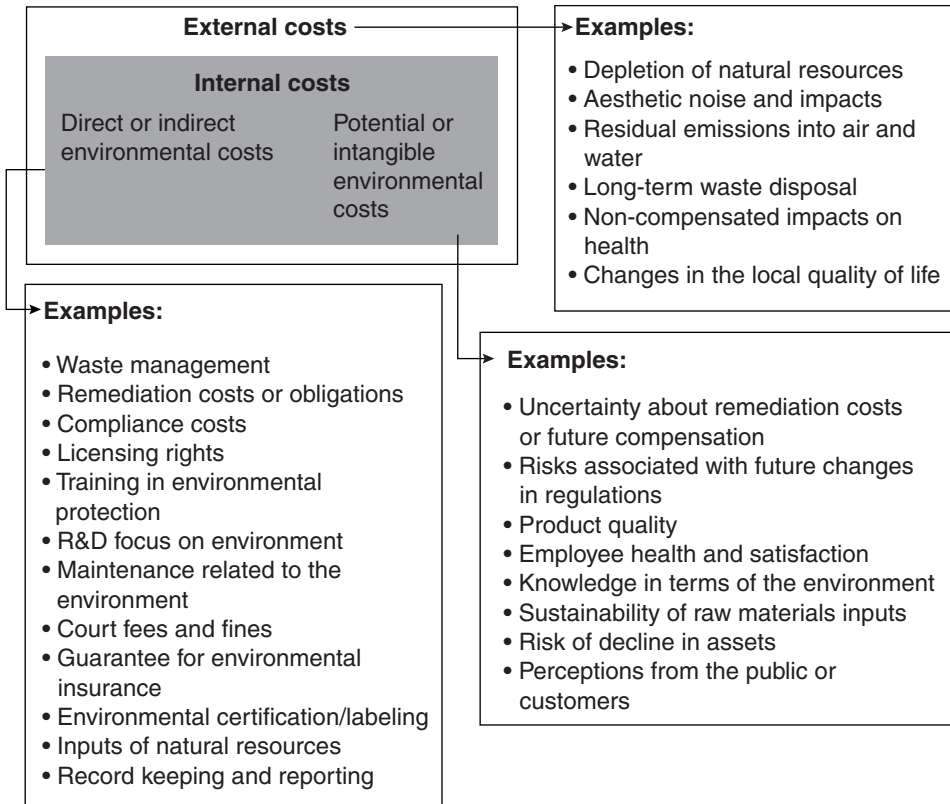 External costs
Internal costs
Direct or indirect
environmental costs
Potential or
intangible
environmental
costs
Examples:
• Depletion of natural resources
• Aesthetic noise and impacts
• Residual emissions into air and
water
• Long-term waste disposal
• Non-compensated impacts on
health
• Changes in the local quality of life
Examples:
• Waste management
• Remediation costs or obligations
• Compliance costs
• Licensing rights
• Training in environmental
protection
• R&D focus on environment
• Maintenance related to the
environment
• Court fees and fines
• Guarantee for environmental
insurance
• Environmental certification/labeling
• Inputs of natural resources
• Record keeping and reporting
Examples:
• Uncertainty about remediation costs
or future compensation
• Risks associated with future changes
in regulations
• Product quality
• Employee health and satisfaction
• Knowledge in terms of the environment
• Sustainability of raw materials inputs
• Risk of decline in assets
• Perceptions from the public or
customers